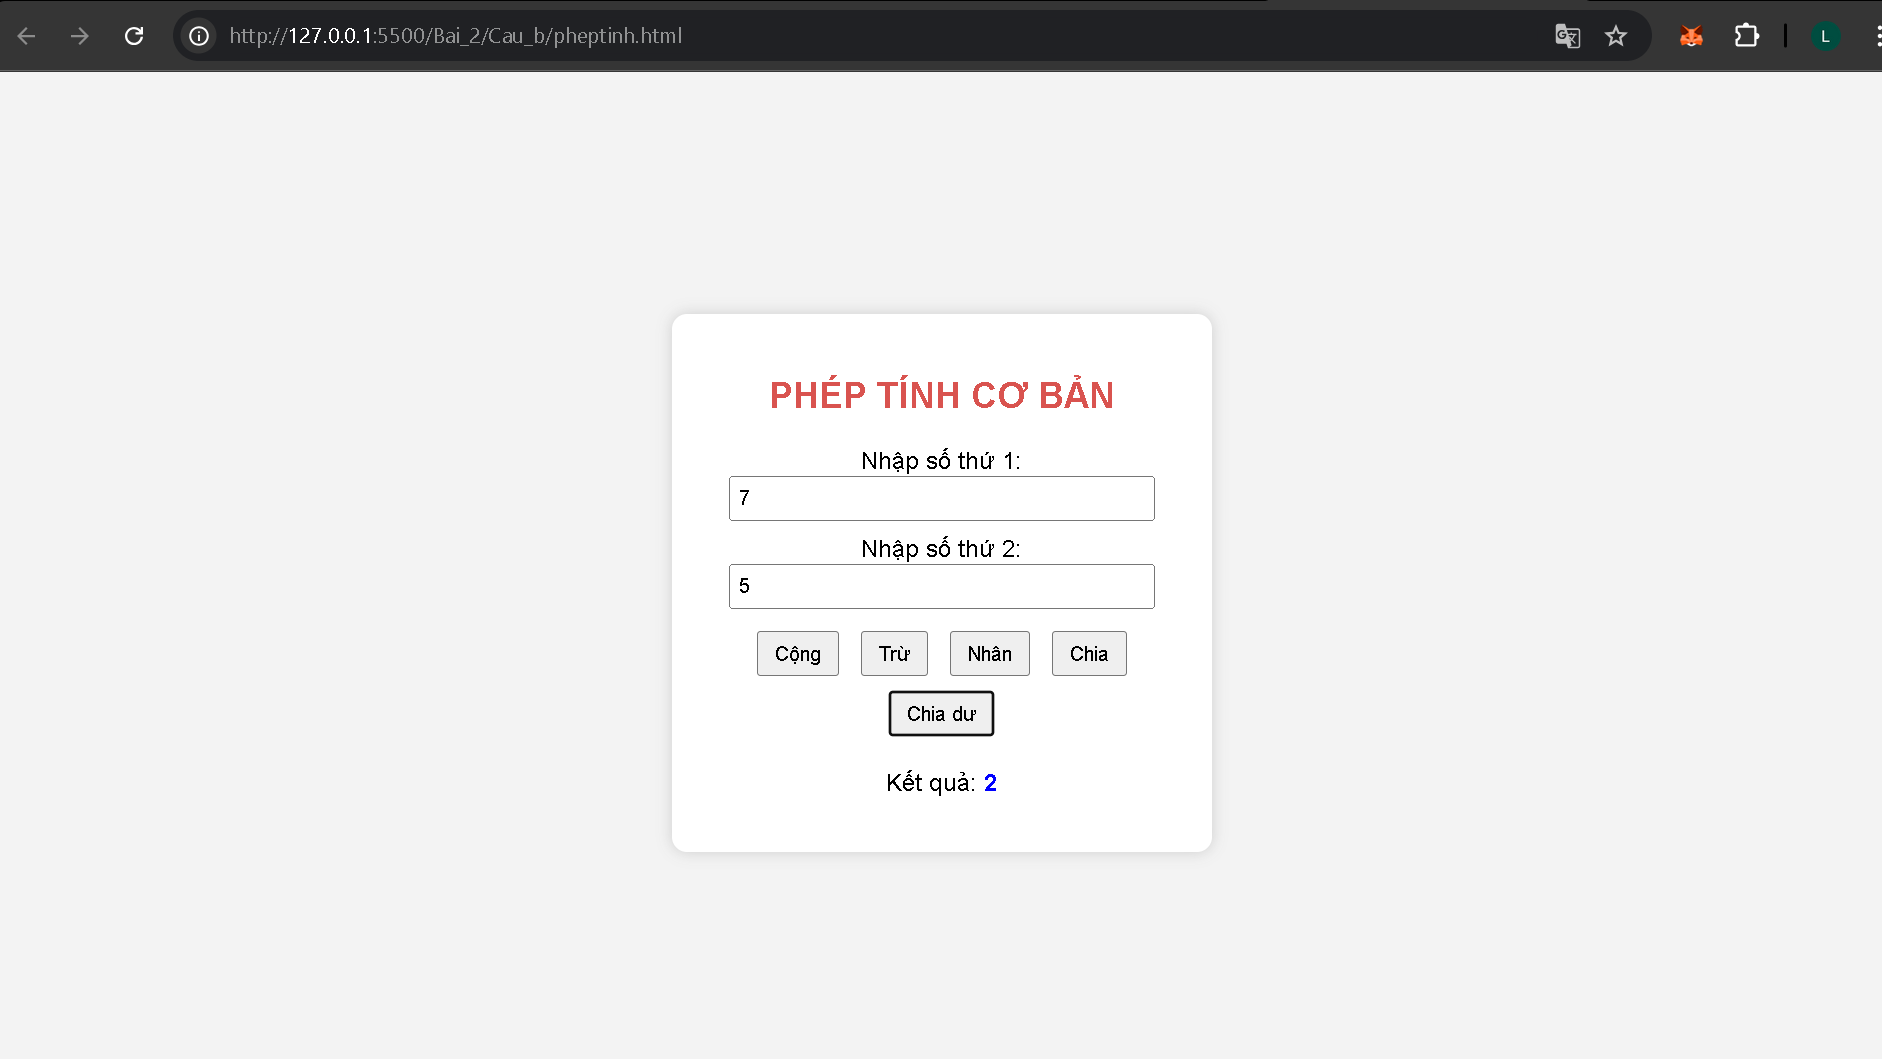 http://127.0.0.1:5500/Bai_2/Cau_b/pheptinh.html
L
PHÉP TÍNH CƠ BẢN
Nhập số thứ 1:
7
Nhập số thứ 2:
5
Cộng Trừ Nhân Chia
Chia dư
Kết quả: 2